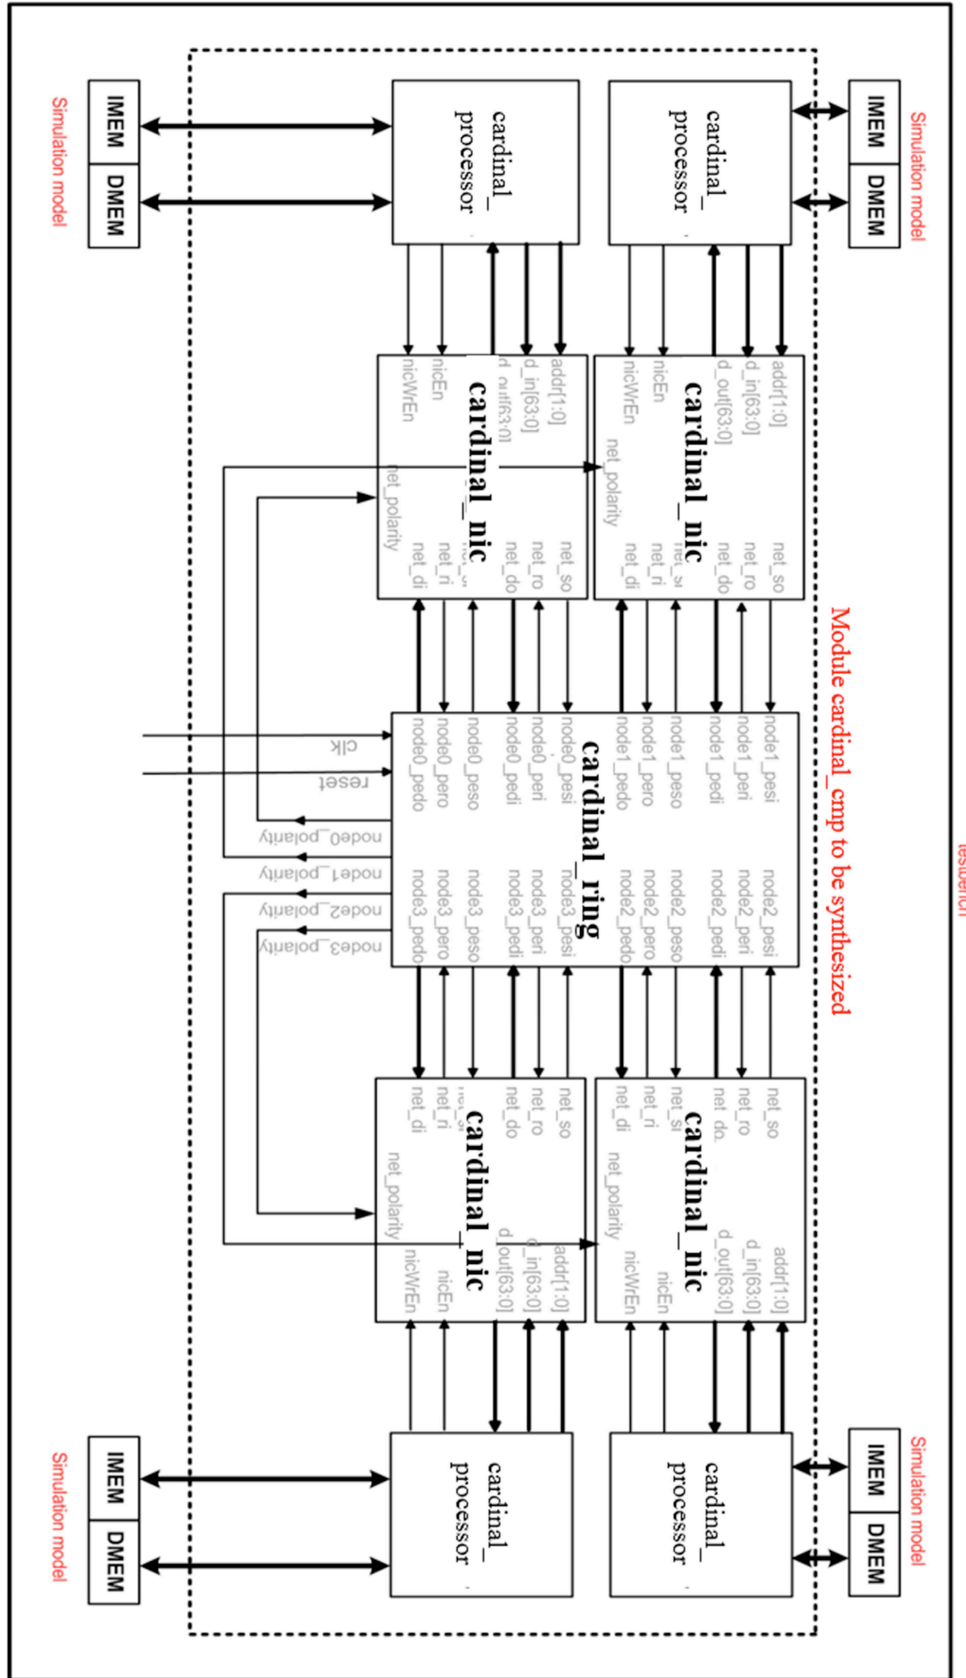 testbench
Simulation model
Simulation model
IMEM
DMEM
IMEM
DMEM
Module cardinal_cmp to be synthesized
cardinal_
processor
addr[1:0]
d_in[63:0]
d_out[63:0]
nicEn
nicWrEn
cardinal_nic
net_polarity
net_so
net_ro
net_do
net_si
net_ri
net_di
node1_pesi
node1_peri
node1_pedi
node1_peso
node1_pero
node1_pedo
node2_pesi
node2_peri
node2_pedi
node2_peso
node2_pero
node2_pedo
net_so
net_ro
net_do
net_si
net_ri
net_di
cardinal_nic
net_polarity
addr[1:0]
d_in[63:0]
d_out[63:0]
nicEn
nicWrEn
cardinal_
processor
cardinal_ring
cardinal_
processor
addr[1:0]
d_in[63:0]
d_out[63:0]
nicEn
nicWrEn
cardinal_nic
net_polarity
net_so
net_ro
net_do
net_ri
net_di
node0_pesi
node0_peri
node0_pedi
node0_peso
node0_pero
node0_pedo
node3_pesi
node3_peri
node3_pedi
node3_peso
node3_pero
node3_pedo
net_so
net_ro
net_do
net_ri
net_di
cardinal_nic
net_polarity
addr[1:0]
d_in[63:0]
d_out[63:0]
nicEn
nicWrEn
cardinal_
processor
clk
reset
node0_polarity
node1_polarity
node2_polarity
node3_polarity
IMEM
DMEM
IMEM
DMEM
Simulation model
Simulation model